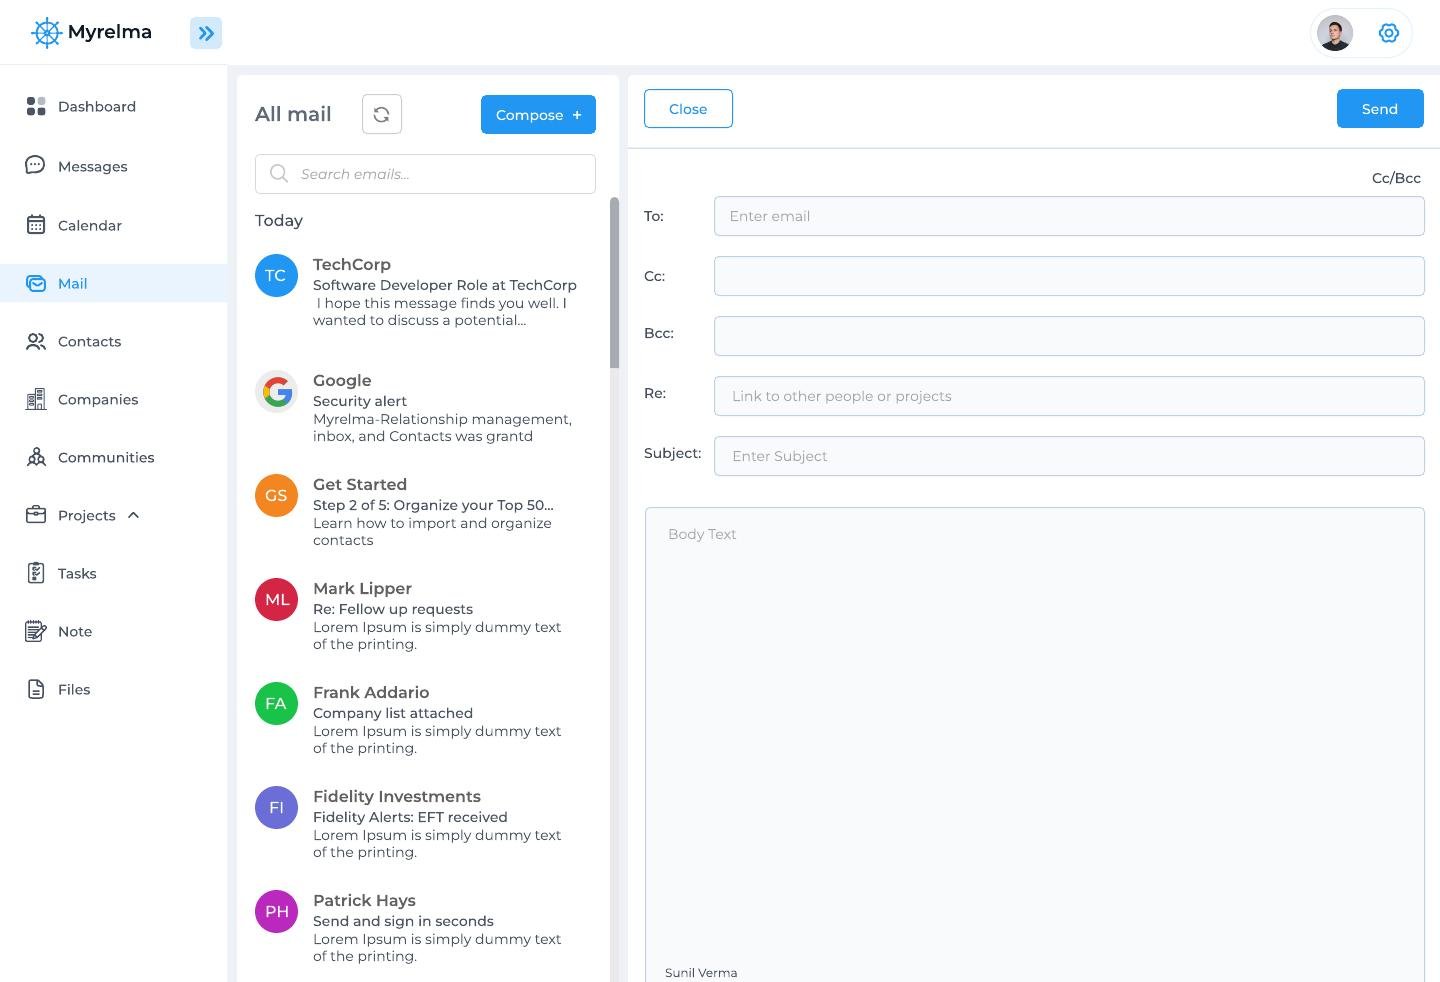 Myrelma
Dashboard
Messages
Calendar
Mail
Contacts
Companies
Communities
Projects
Tasks
Note
Files
All mail
Compose +
Search emails...
Today
TC
TechCorp
Software Developer Role at TechCorp
I hope this message finds you well. I
wanted to discuss a potential...
Google
Security alert
Myrelma-Relationship management,
inbox, and Contacts was grantd
GS
Get Started
Step 2 of 5: Organize your Top 50...
Learn how to import and organize
contacts
ML
Mark Lipper
Re: Fellow up requests
Lorem Ipsum is simply dummy text
of the printing.
FA
Frank Addario
Company list attached
Lorem Ipsum is simply dummy text
of the printing.
FI
Fidelity Investments
Fidelity Alerts: EFT received
Lorem Ipsum is simply dummy text
of the printing.
PH
Patrick Hays
Send and sign in seconds
Lorem Ipsum is simply dummy text
of the printing.
Close
Send
Cc/Bcc
To:
Enter email
Cc:
Bcc:
Re:
Link to other people or projects
Subject:
Enter Subject
Body Text
Sunil Verma